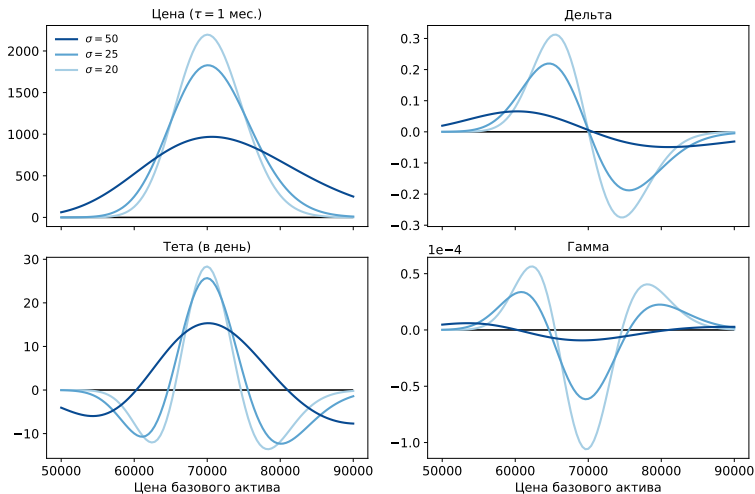 Цена (τ = 1 мес.)
σ = 50
σ = 25
σ = 20
2000
1500
1000
500
0
Дельта
0.3
0.2
0.1
0.0
−0.1
−0.2
−0.3
Тета (в день)
30
20
10
0
−10
50000 60000 70000 80000 90000
Цена базового актива
Гамма
1e−4
0.5
0.0
−0.5
−1.0
50000 60000 70000 80000 90000
Цена базового актива